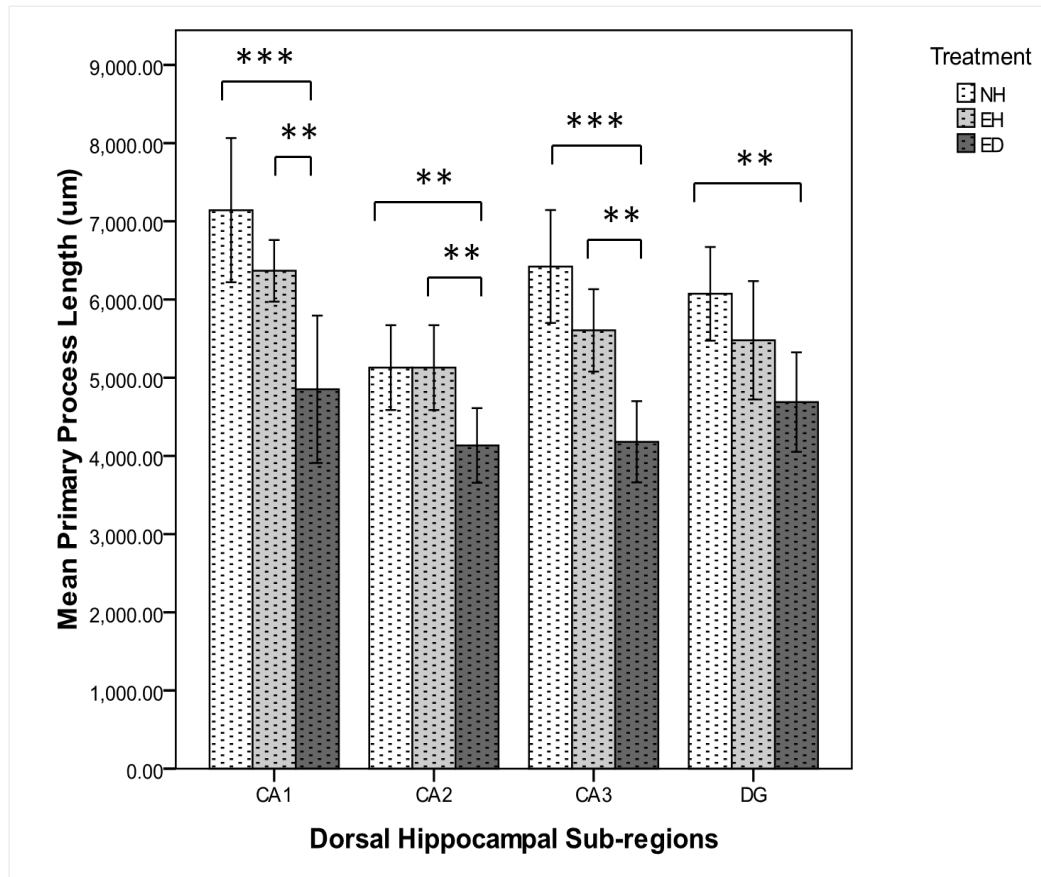 Treatment
NH
EH
ED
Mean Primary Process Length (um)
9,000.00
8,000.00
7,000.00
6,000.00
5,000.00
4,000.00
3,000.00
2,000.00
1,000.00
0.00
***
**
**
**
***
**
**
CA1 CA2 CA3 DG
Dorsal Hippocampal Sub-regions